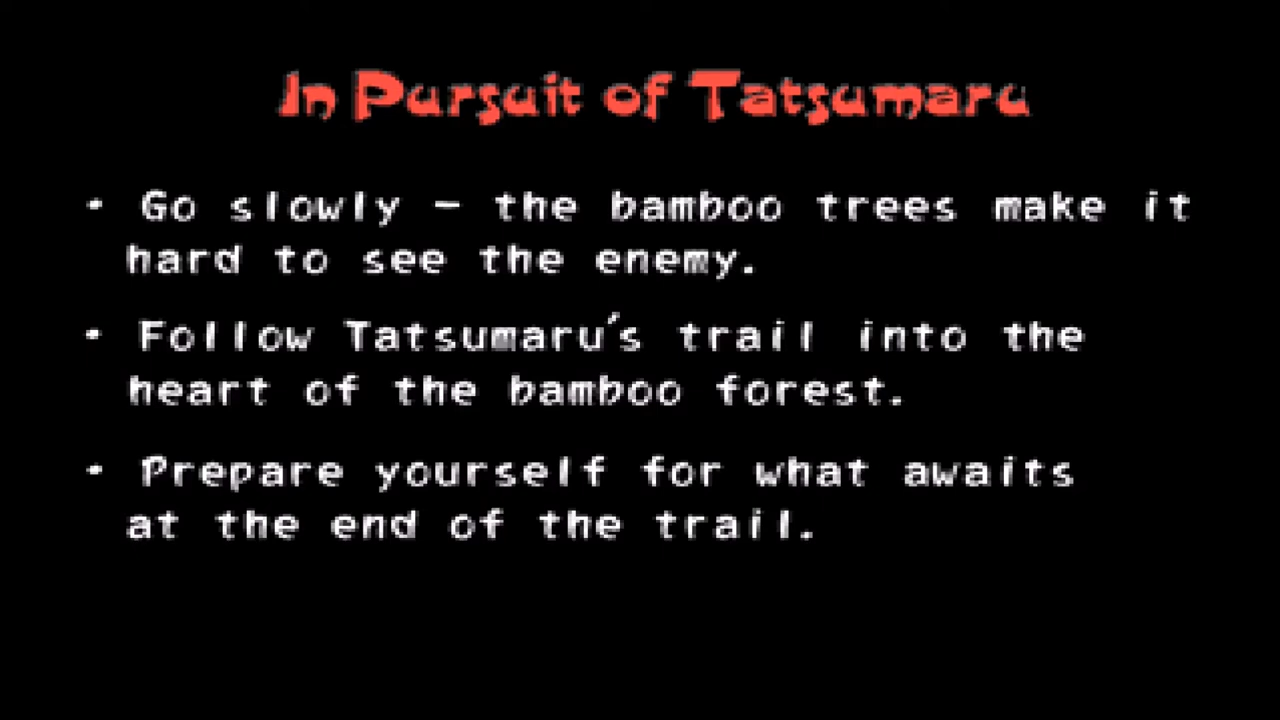 In Pursuit of Tatsumaru
• Go slowly – the bamboo trees make it
hard to see the enemy.
• Follow Tatsumaru's trail into the
heart of the bamboo forest.
• Prepare yourself for what awaits
at the end of the trail.